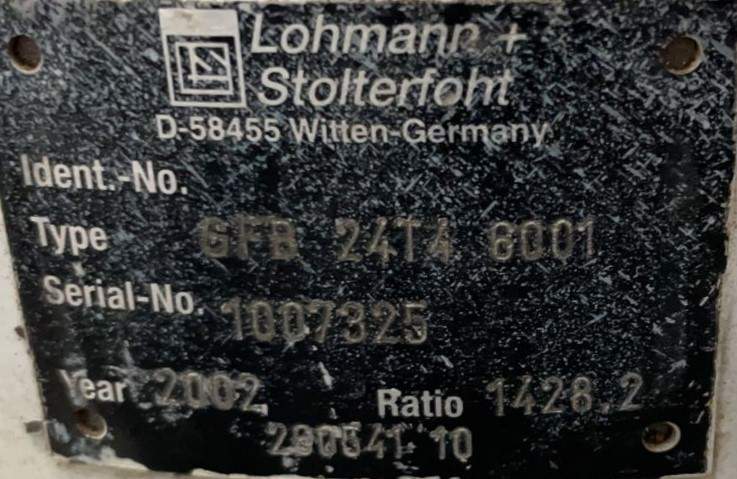 Lohmann +
Stolterfoht
D-58455 Witten-Germany
Ident.-No.
Type GFB 24T4 6001
Serial-No. 1007325
Year 2002 Ratio 1428.2
10